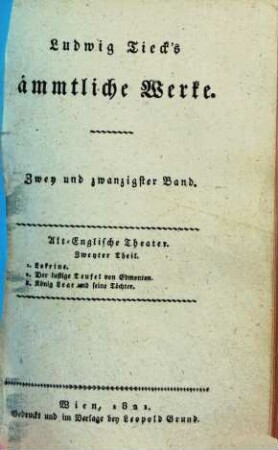 Ludwig Tieck's
ämmtliche Werke.
Zwey und zwanzigster Band.
Alt-Englische Theater.
Zweyter Theil.
1. Lokrine.
2. Der lustige Teufel von Edmonton.
3. König Lear und seine Töchter.
Wien, 1821.
Gedruckt und im Verlage bey Leopold Grund.